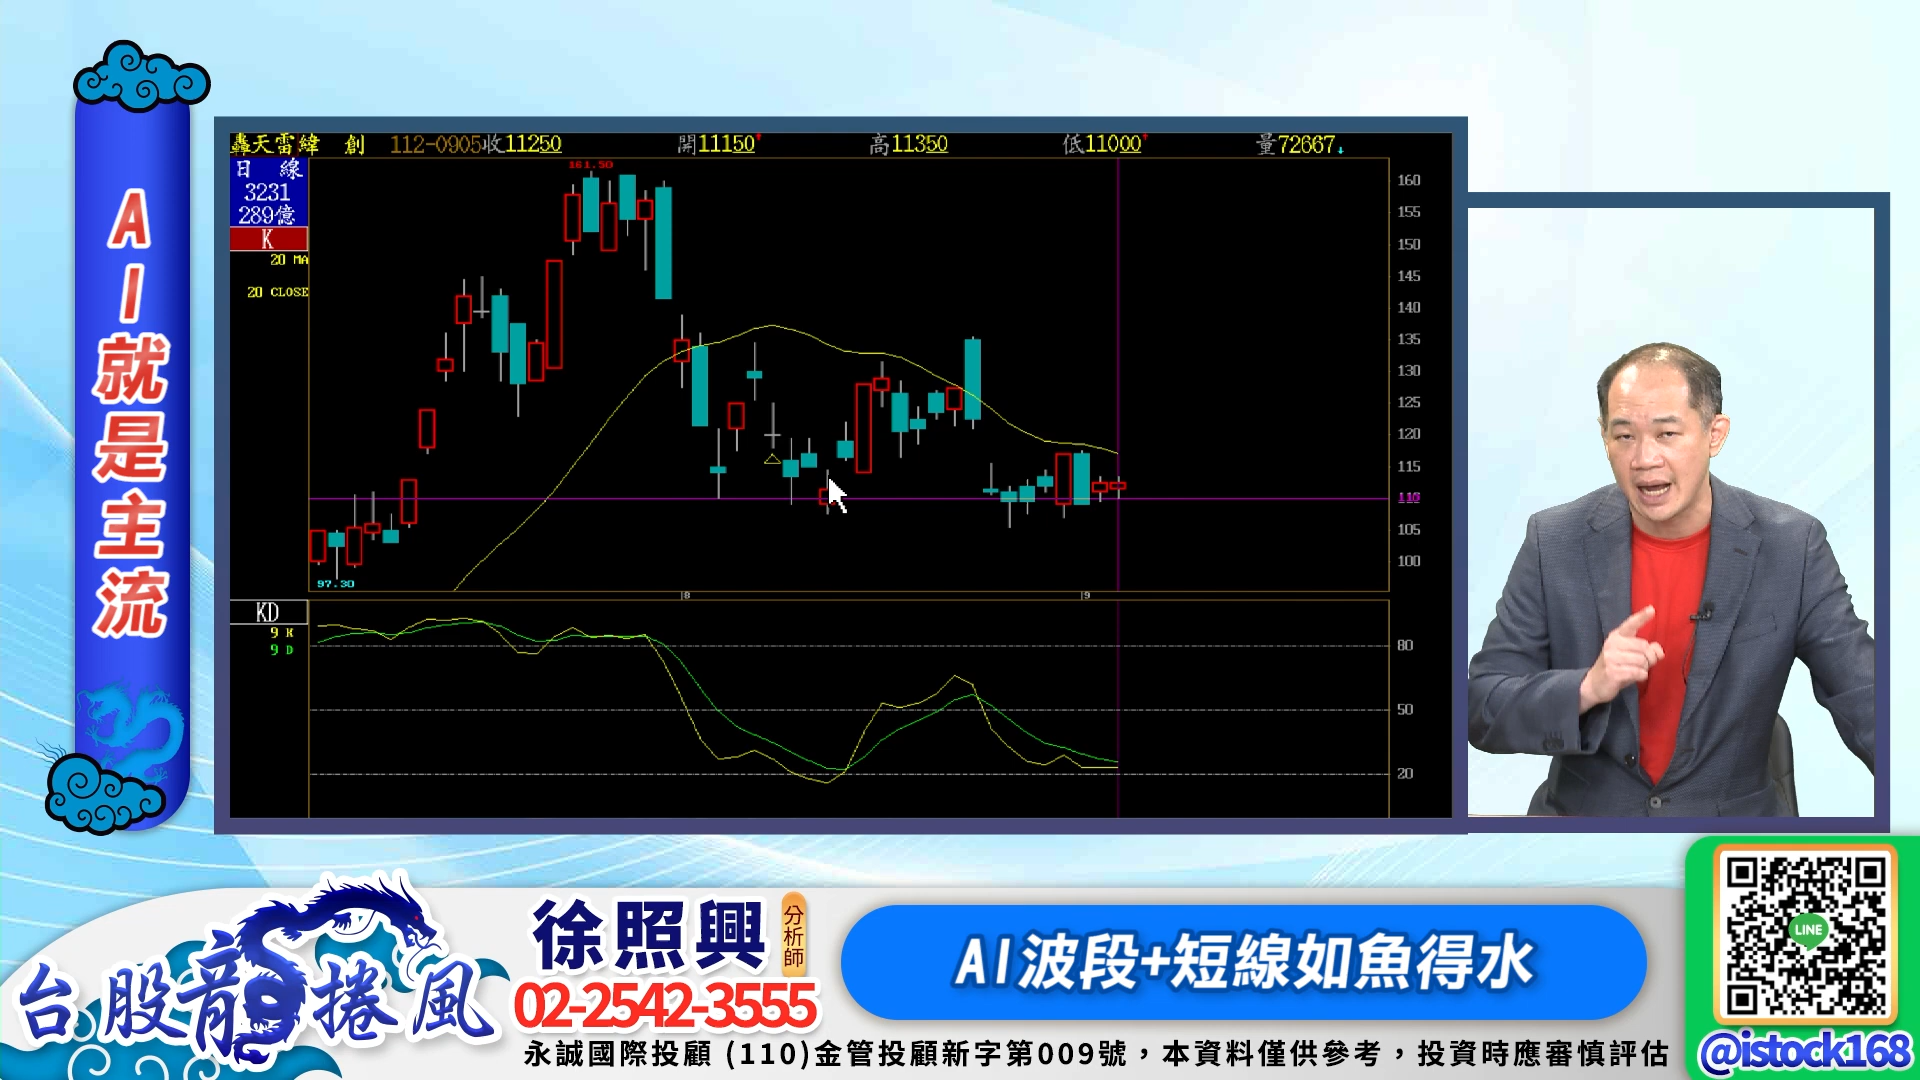 AI就是主流
轟天雷緯 創 112-0905收11250 開11150 高11350 低11000 量72667
日 線
3231
289億
K
20 MA
20 CLOSE
161.50
97.30
160
155
150
145
140
135
130
125
120
115
110
105
100
8
9
KD
9 K
9 D
80
50
20
台股龍捲風
徐照興
分析師
02-2542-3555
AI波段+短線如魚得水
永誠國際投顧 (110)金管投顧新字第009號，本資料僅供參考，投資時應審慎評估
LINE
@istock168